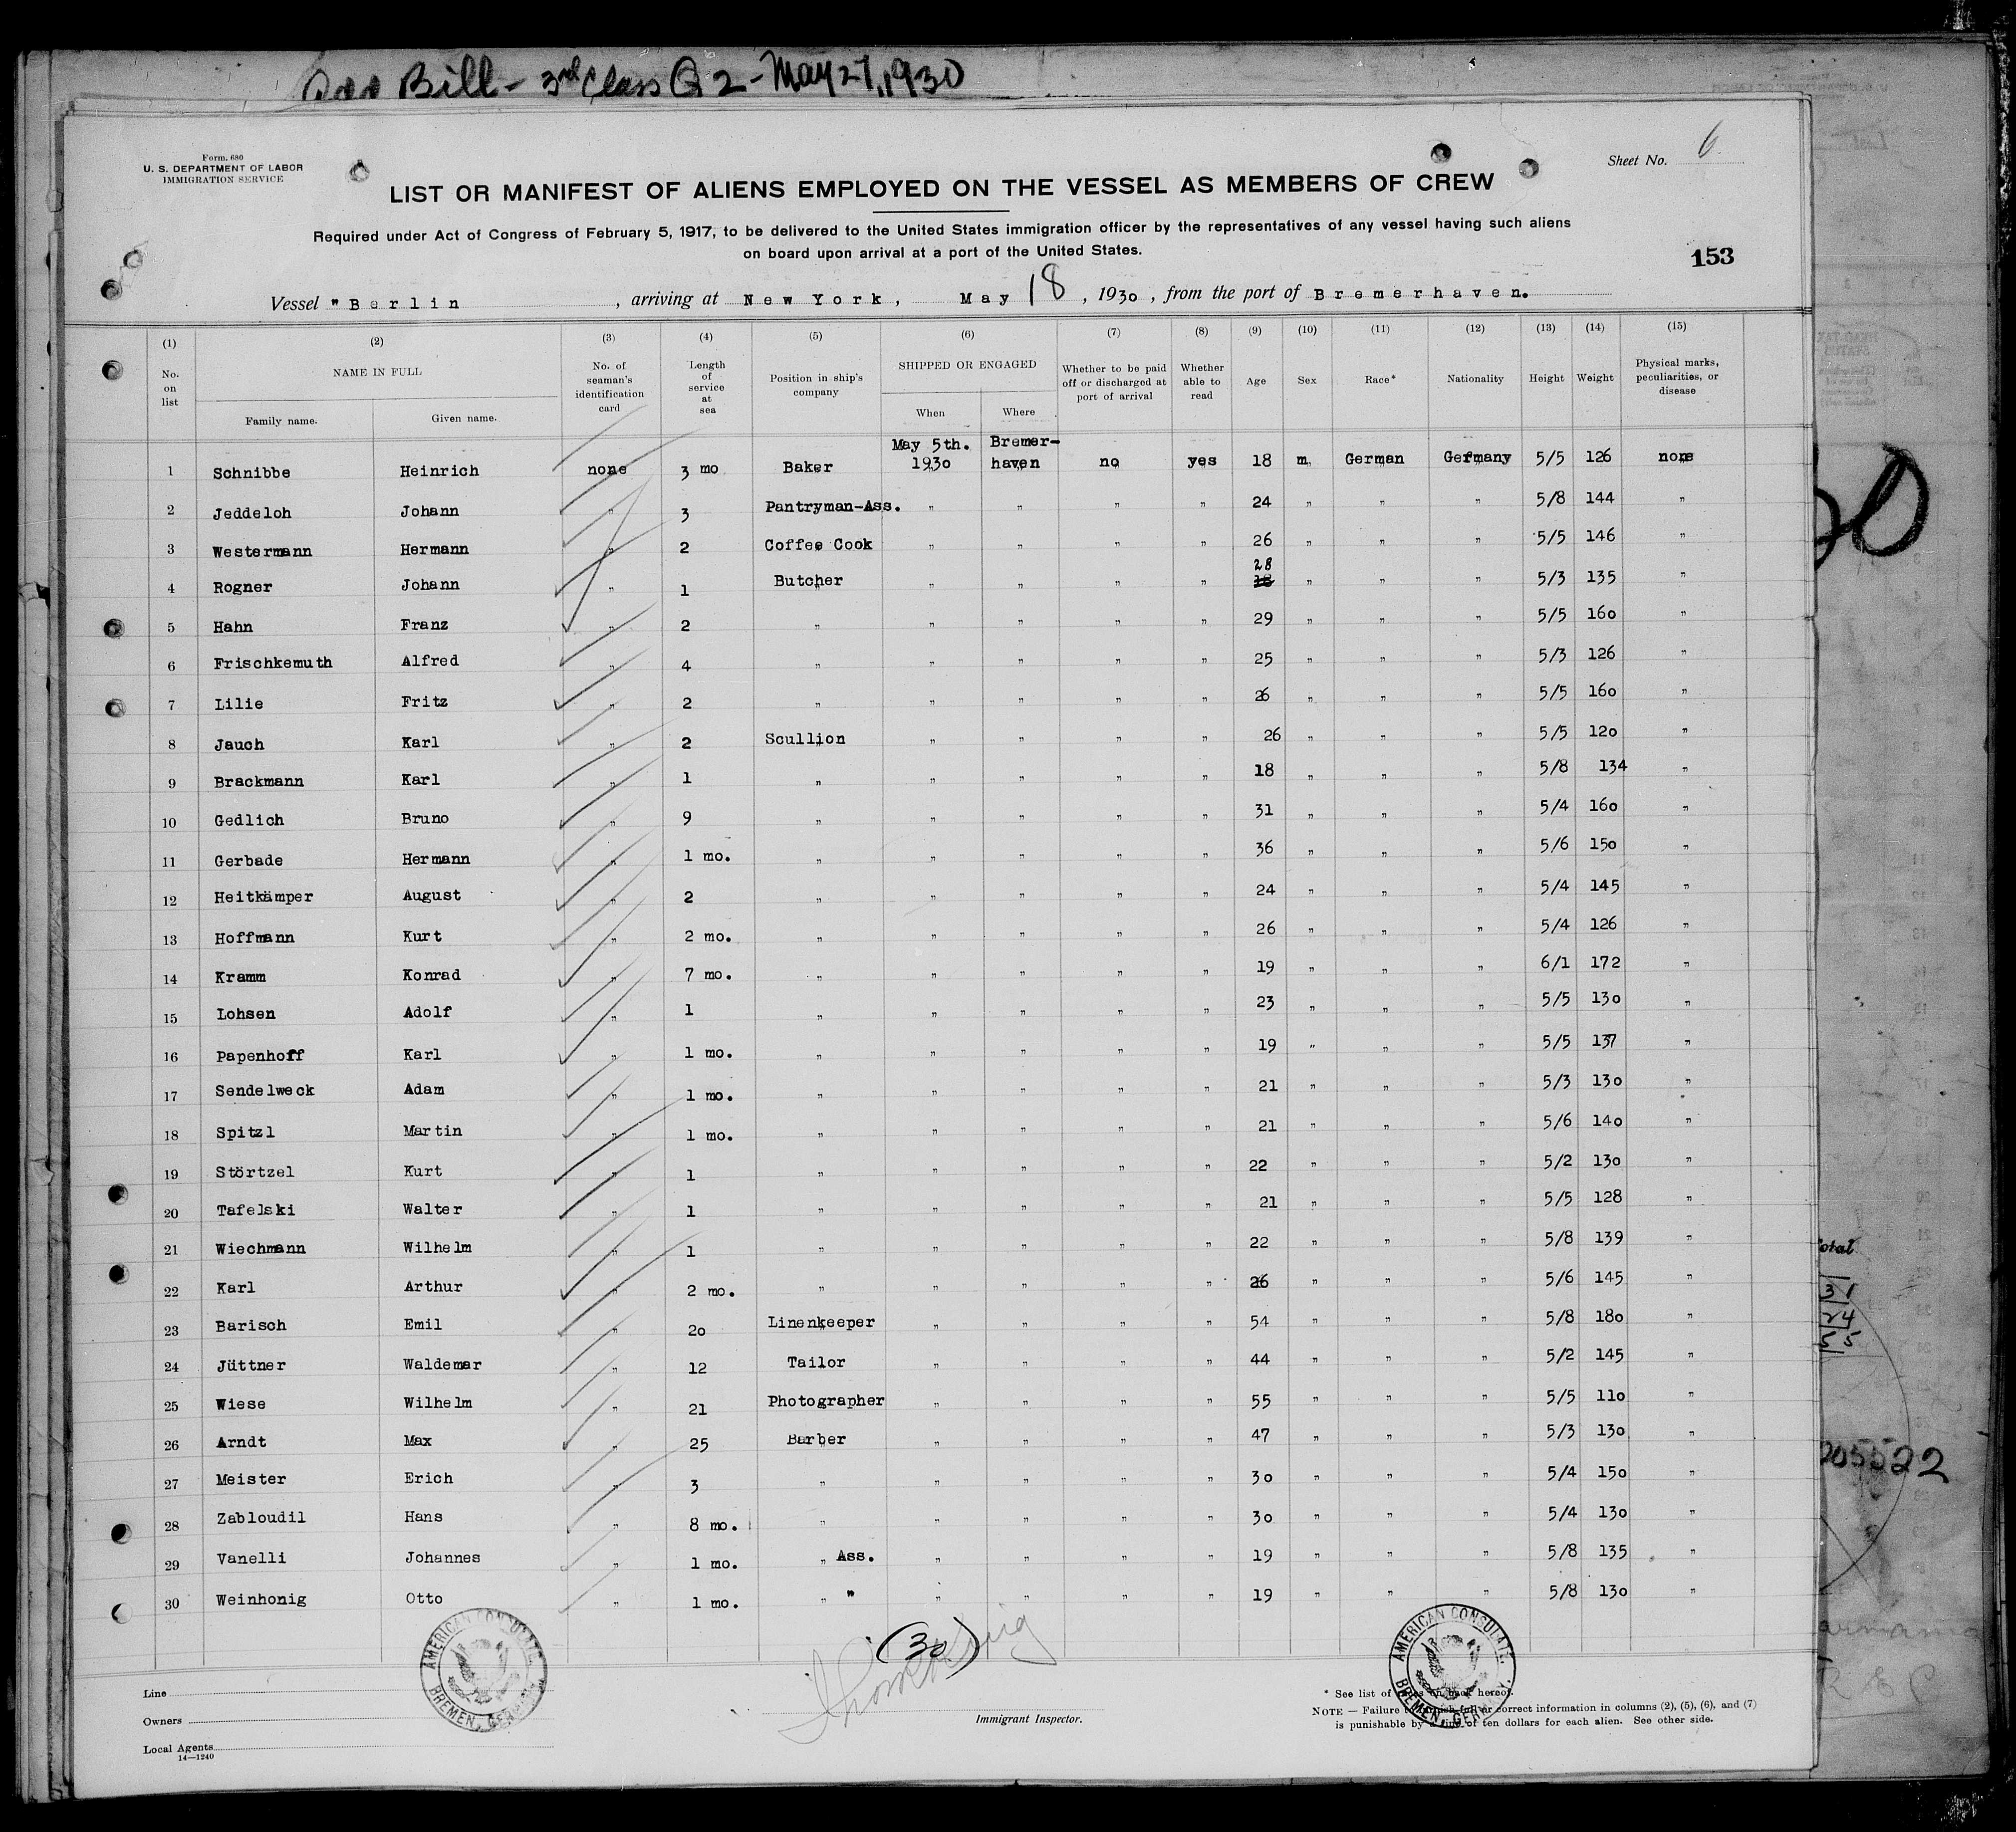 Bill - 3rd Class Q 2 - May 27, 1930
Form. 680
U. S. DEPARTMENT OF LABOR
IMMIGRATION SERVICE
Sheet No. 6
LIST OR MANIFEST OF ALIENS EMPLOYED ON THE VESSEL AS MEMBERS OF CREW
Required under Act of Congress of February 5, 1917, to be delivered to the United States immigration officer by the representatives of any vessel having such aliens
on board upon arrival at a port of the United States.
153
Vessel "Berlin , arriving at New York, May 18, 1930, from the port of Bremerhaven.
(1) (2) (3) (4) (5) (6) (7) (8) (9) (10) (11) (12) (13) (14) (15)
No. on list NAME IN FULL Family name. Given name. No. of seaman's identification card Length of service at sea Position in ship's company SHIPPED OR ENGAGED When Where Whether to be paid off or discharged at port of arrival Whether able to read Age Sex Race* Nationality Height Weight Physical marks, peculiarities, or disease
1 Schnibbe Heinrich none 3 mo Baker May 5th. 1930 Bremer-haven no yes 18 m German Germany 5/5 126 none
2 Jeddeloh Johann " 3 Pantryman-Ass. " " " " 24 " " " 5/8 144 "
3 Westermann Hermann " 2 Coffee Cook " " " " 26 " " " 5/5 146 "
4 Rogner Johann " 1 Butcher " " " " 28 " " " 5/3 135 "
5 Hahn Franz " 2 " " " " " 29 " " " 5/5 160 "
6 Frischkemuth Alfred " 4 " " " " " 25 " " " 5/3 126 "
7 Lilie Fritz " 2 " " " " " 26 " " " 5/5 160 "
8 Jauch Karl " 2 Scullion " " " " 26 " " " 5/5 120 "
9 Brackmann Karl " 1 " " " " " 18 " " " 5/8 134 "
10 Gedlich Bruno " 9 " " " " " 31 " " " 5/4 160 "
11 Gerbade Hermann " 1 mo. " " " " " 36 " " " 5/6 150 "
12 Heitkämper August " 2 " " " " " 24 " " " 5/4 145 "
13 Hoffmann Kurt " 2 mo. " " " " " 26 " " " 5/4 126 "
14 Kramm Konrad " 7 mo. " " " " " 19 " " " 6/1 172 "
15 Lohsen Adolf " 1 " " " " " 23 " " " 5/5 130 "
16 Papenhoff Karl " 1 mo. " " " " " 19 " " " 5/5 137 "
17 Sendelweck Adam " 1 mo. " " " " " 21 " " " 5/3 130 "
18 Spitzl Martin " 1 mo. " " " " " 21 " " " 5/6 140 "
19 Störtzel Kurt " 1 " " " " " 22 " " " 5/2 130 "
20 Tafelski Walter " 1 " " " " " 21 " " " 5/5 128 "
21 Wiechmann Wilhelm " 1 " " " " " 22 " " " 5/8 139 "
22 Karl Arthur " 2 mo. " " " " " 26 " " " 5/6 145 "
23 Barisch Emil " 20 Linenkeeper " " " " 54 " " " 5/8 180 "
24 Jüttner Waldemar " 12 Tailor " " " " 44 " " " 5/2 145 "
25 Wiese Wilhelm " 21 Photographer " " " " 55 " " " 5/5 110 "
26 Arndt Max " 25 Barber " " " " 47 " " " 5/3 130 "
27 Meister Erich " 3 " " " " " 30 " " " 5/4 150 "
28 Zabloudil Hans " 8 mo. " " " " " 30 " " " 5/4 130 "
29 Vanelli Johannes " 1 mo. " Ass. " " " " 19 " " " 5/8 135 "
30 Weinhonig Otto " 1 mo. " " " " " " 19 " " " 5/8 130 "
(30)
AMERICAN CONSULATE, BREMEN, GERMANY.
AMERICAN CONSULATE, BREMEN, GERMANY.
Line
Owners
Local Agents
14—1240
Immigrant Inspector.
* See list of on back hereof.
NOTE — Failure to full or correct information in columns (2), (5), (6), and (7)
is punishable by a fine of ten dollars for each alien. See other side.
otal
31
24
55
205522